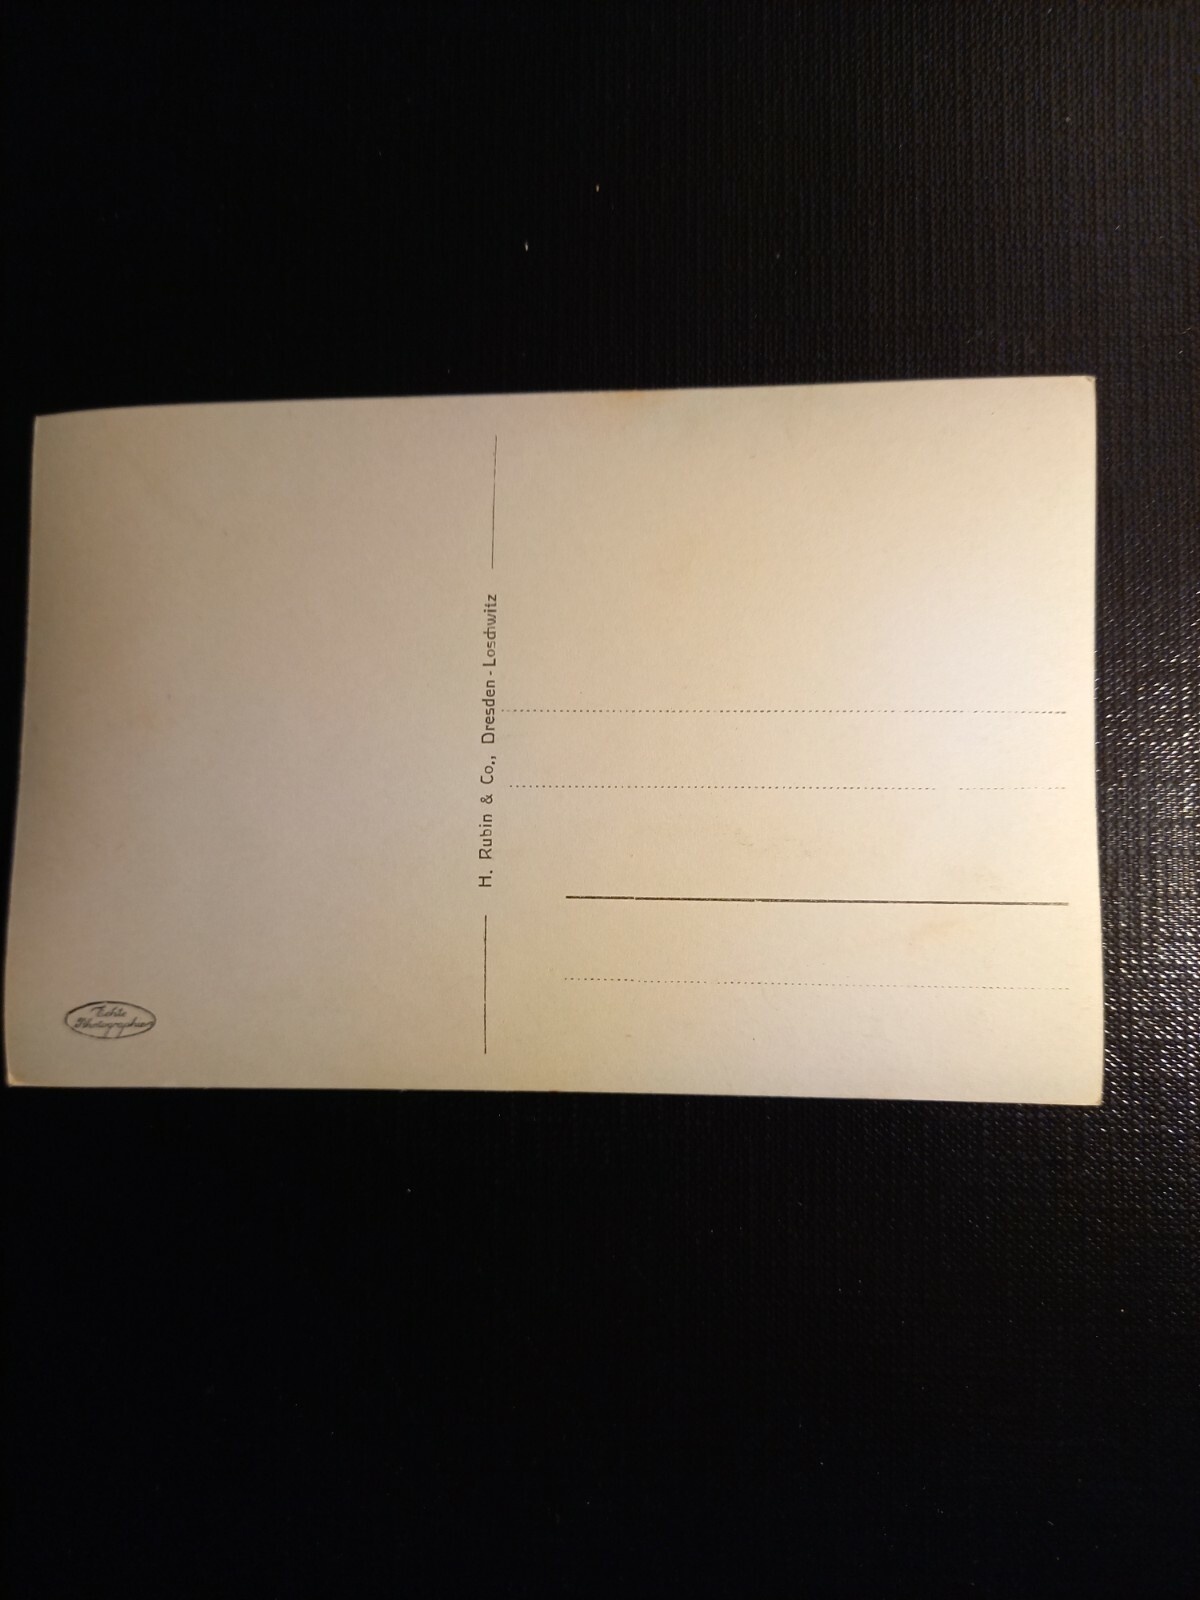 H. Rubin & Co., Dresden-Loschwitz
Echte
Photographie